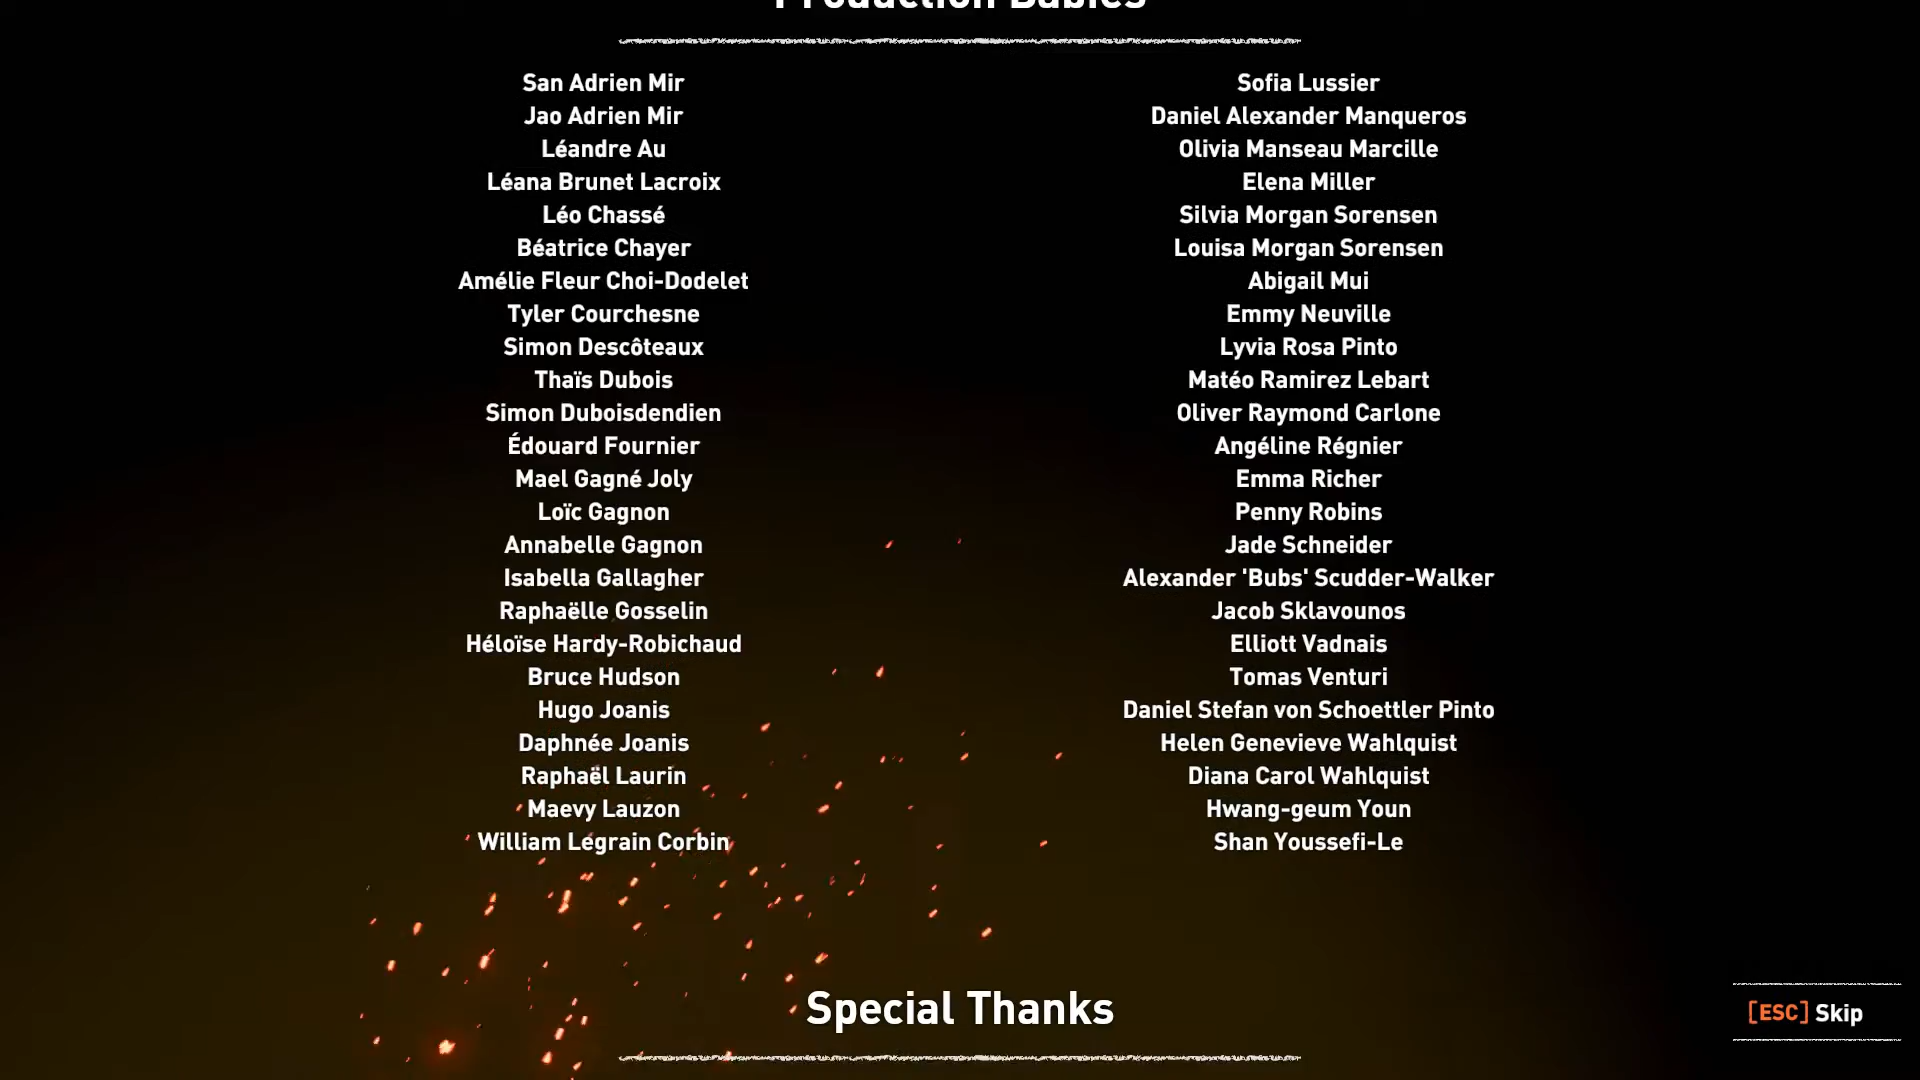 Production Babies
San Adrien Mir
Jao Adrien Mir
Léandre Au
Léana Brunet Lacroix
Léo Chassé
Béatrice Chayer
Amélie Fleur Choi-Dodelet
Tyler Courchesne
Simon Descôteaux
Thaïs Dubois
Simon Duboisdendien
Édouard Fournier
Mael Gagné Joly
Loïc Gagnon
Annabelle Gagnon
Isabella Gallagher
Raphaëlle Gosselin
Héloïse Hardy-Robichaud
Bruce Hudson
Hugo Joanis
Daphnée Joanis
Raphaël Laurin
Maevy Lauzon
William Legrain Corbin
Sofia Lussier
Daniel Alexander Manqueros
Olivia Manseau Marcille
Elena Miller
Silvia Morgan Sorensen
Louisa Morgan Sorensen
Abigail Mui
Emmy Neuville
Lyvia Rosa Pinto
Matéo Ramirez Lebart
Oliver Raymond Carlone
Angéline Régnier
Emma Richer
Penny Robins
Jade Schneider
Alexander 'Bubs' Scudder-Walker
Jacob Sklavounos
Elliott Vadnais
Tomas Venturi
Daniel Stefan von Schoettler Pinto
Helen Genevieve Wahlquist
Diana Carol Wahlquist
Hwang-geum Youn
Shan Youssefi-Le
Special Thanks
[ESC] Skip